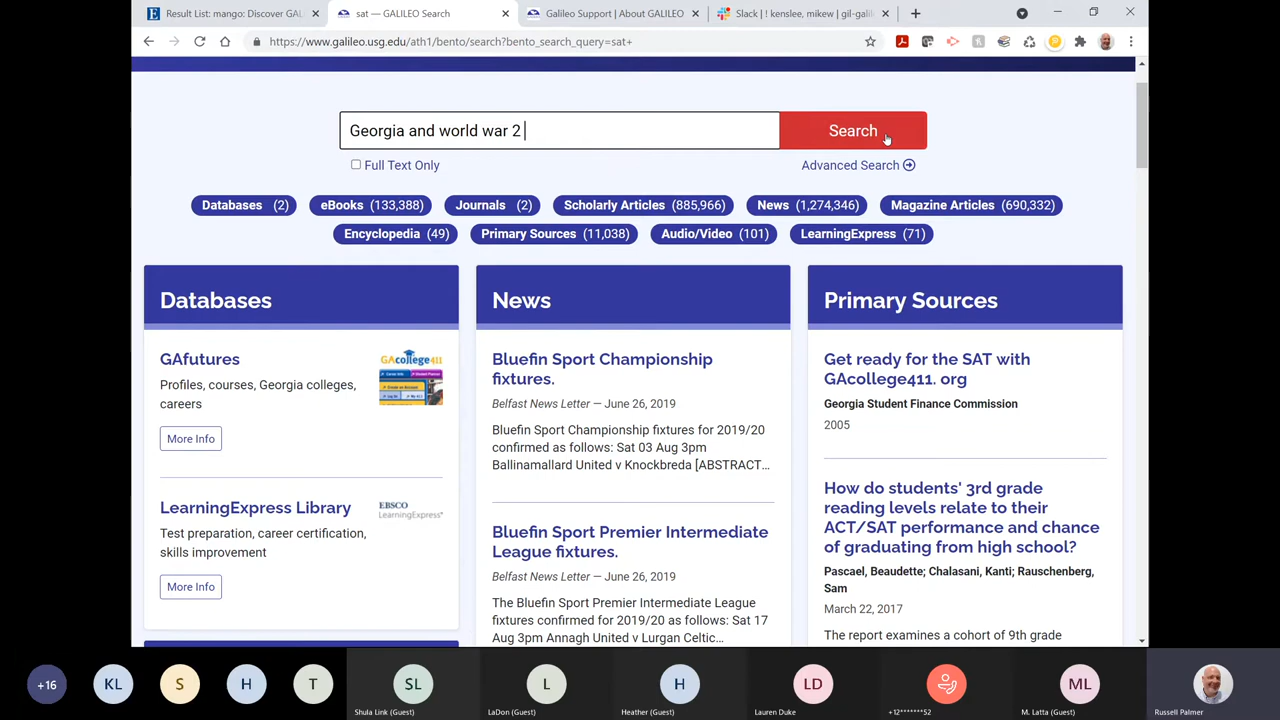 Result List: mango: Discover GAL
sat — GALILEO Search
Galileo Support | About GALILEO
Slack | ! kenslee, mikew | gil-gal
https://www.galileo.usg.edu/ath1/bento/search?bento_search_query=sat+
Georgia and world war 2
Search
Full Text Only
Advanced Search
Databases (2)
eBooks (133,388)
Journals (2)
Scholarly Articles (885,966)
News (1,274,346)
Magazine Articles (690,332)
Encyclopedia (49)
Primary Sources (11,038)
Audio/Video (101)
LearningExpress (71)
Databases
GAfutures
GAcollege411
Profiles, courses, Georgia colleges,
careers
More Info
LearningExpress Library
EBSCO
LearningExpress
Test preparation, career certification,
skills improvement
More Info
News
Bluefin Sport Championship
fixtures.
Belfast News Letter — June 26, 2019
Bluefin Sport Championship fixtures for 2019/20
confirmed as follows: Sat 03 Aug 3pm
Ballinamallard United v Knockbreda [ABSTRACT...
Bluefin Sport Premier Intermediate
League fixtures.
Belfast News Letter — June 26, 2019
The Bluefin Sport Premier Intermediate League
fixtures confirmed for 2019/20 as follows: Sat 17
Aug 3pm Annagh United v Lurgan Celtic...
Primary Sources
Get ready for the SAT with
GAcollege411. org
Georgia Student Finance Commission
2005
How do students' 3rd grade
reading levels relate to their
ACT/SAT performance and chance
of graduating from high school?
Pascael, Beaudette; Chalasani, Kanti; Rauschenberg,
Sam
March 22, 2017
The report examines a cohort of 9th grade
+16
KL
S
H
T
SL
L
H
LD
ML
Shula Link (Guest)
LaDon (Guest)
Heather (Guest)
Lauren Duke
+12*******52
M. Latta (Guest)
Russell Palmer